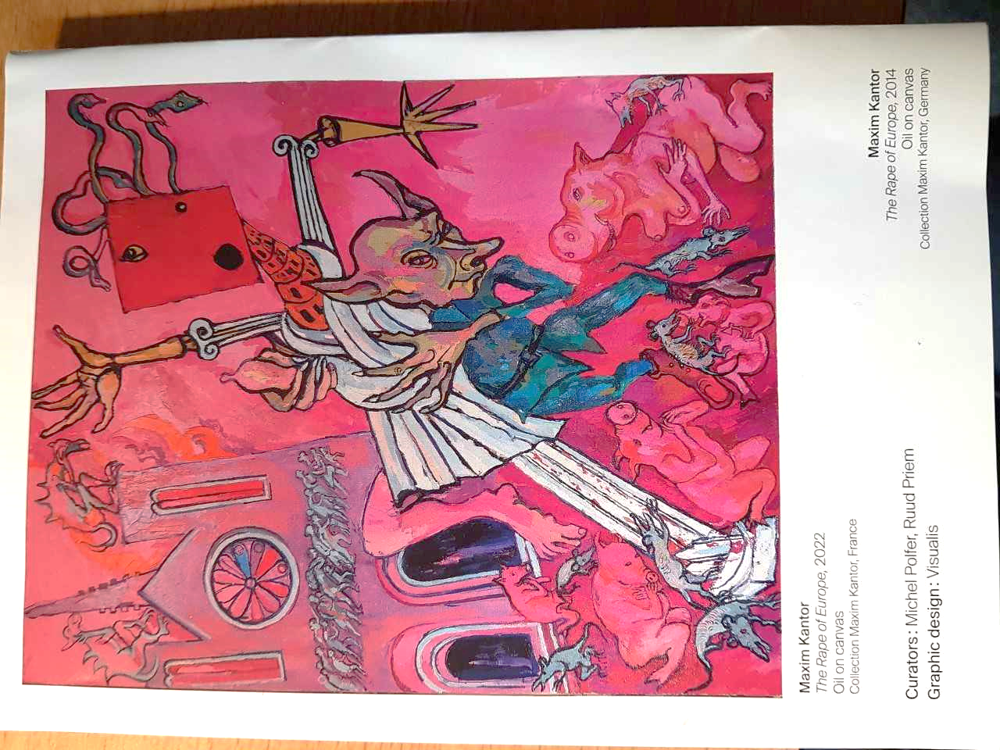 Maxim Kantor
The Rape of Europe, 2022
Oil on canvas
Collection Maxim Kantor, France
Maxim Kantor
The Rape of Europe, 2014
Oil on canvas
Collection Maxim Kantor, Germany
Curators : Michel Polfer, Ruud Priem
Graphic design : Visualis